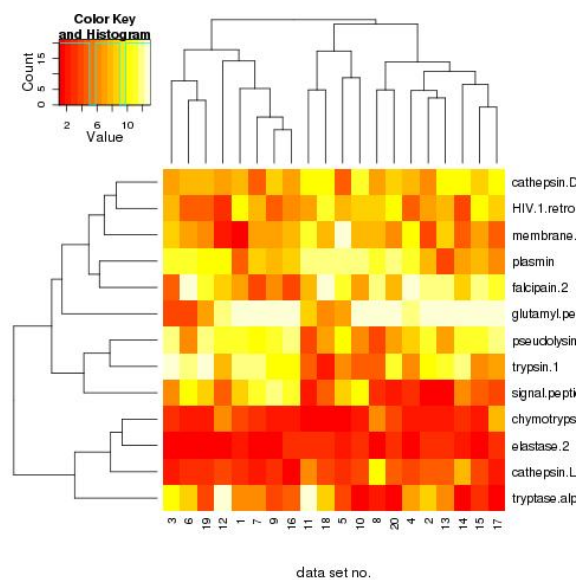 Color Key
and Histogram
Count
0 5 15
2 6 10
Value
cathepsin.D
HIV.1.retro
membrane.
plasmin
falcipain.2
glutamyl.pe
pseudolysin
trypsin.1
signal.peptic
chymotryps
elastase.2
cathepsin.L
tryptase.alp
3 6 19 12 1 7 9 16 11 18 5 10 8 20 4 2 13 14 15 17
data set no.